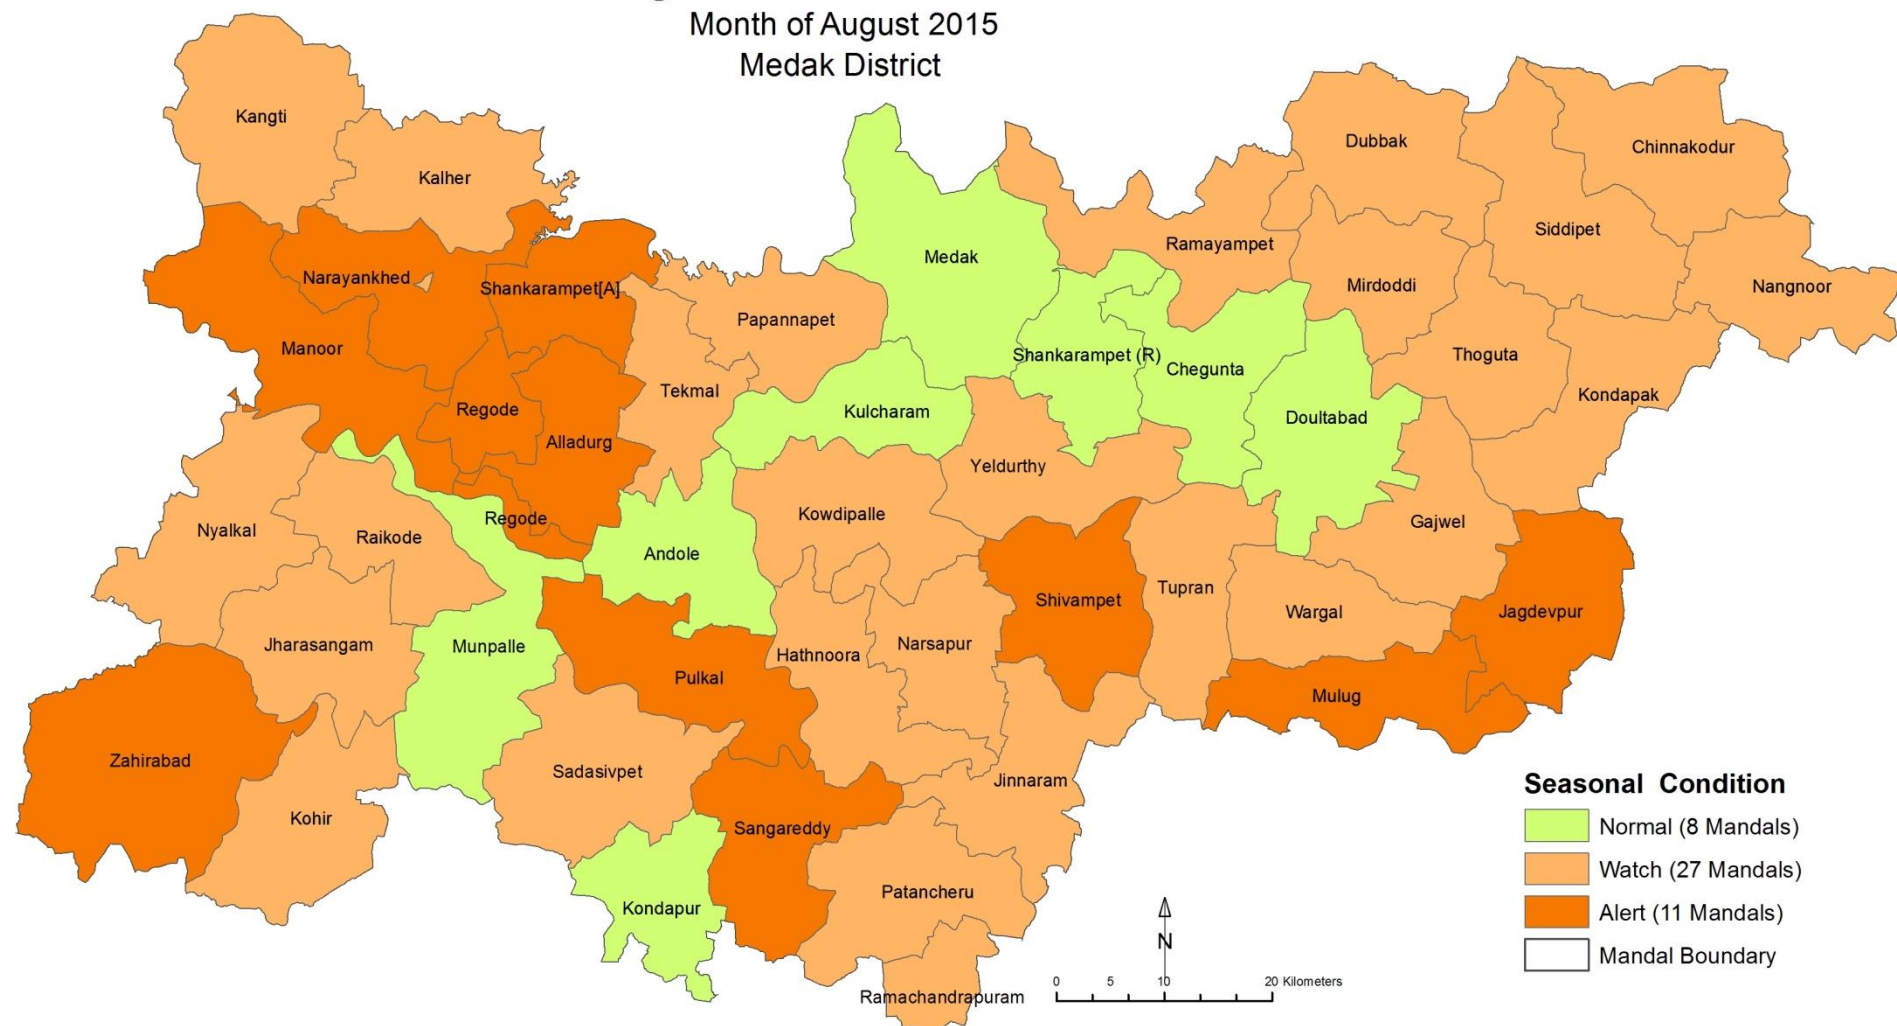 Month of August 2015
Medak District
Kangti
Kalher
Dubbak
Chinnakodur
Siddipet
Medak
Ramayampet
Narayankhed
Shankarampet[A]
Mirdoddi
Nangnoor
Papannapet
Manoor
Shankarampet (R)
Chegunta
Thoguta
Tekmal
Kondapak
Regode
Kulcharam
Doultabad
Alladurg
Yeldurthy
Kowdipalle
Regode
Gajwel
Nyalkal
Raikode
Andole
Tupran
Shivampet
Wargal
Jagdevpur
Jharasangam
Munpalle
Hathnoora
Narsapur
Pulkal
Mulug
Zahirabad
Sadasivpet
Jinnaram
Kohir
Sangareddy
Patancheru
Kondapur
Ramachandrapuram
Seasonal Condition
Normal (8 Mandals)
Watch (27 Mandals)
Alert (11 Mandals)
Mandal Boundary
N
0 5 10 20 Kilometers